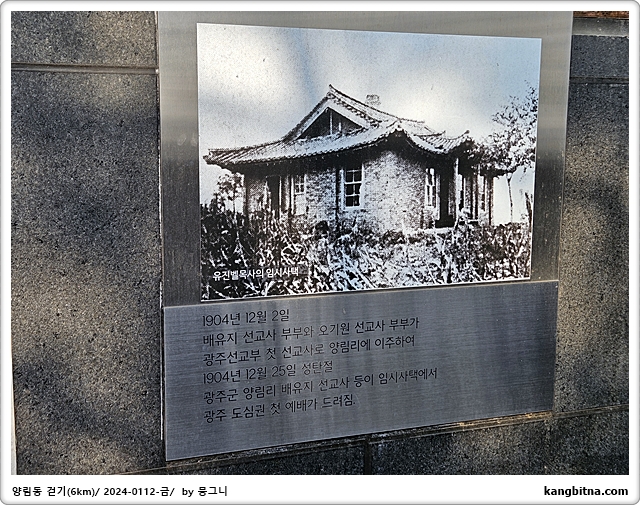 유진벨목사의 임시사택
1904년 12월 2일
배유지 선교사 부부와 오기원 선교사 부부가
광주선교부 첫 선교사로 양림리에 이주하여
1904년 12월 25일 성탄절
광주군 양림리 배유지 선교사 등이 임시사택에서
광주 도심권 첫 예배가 드려짐.
양림동 걷기(6km)/ 2024-0112-금/ by 몽그니
kangbitna.com